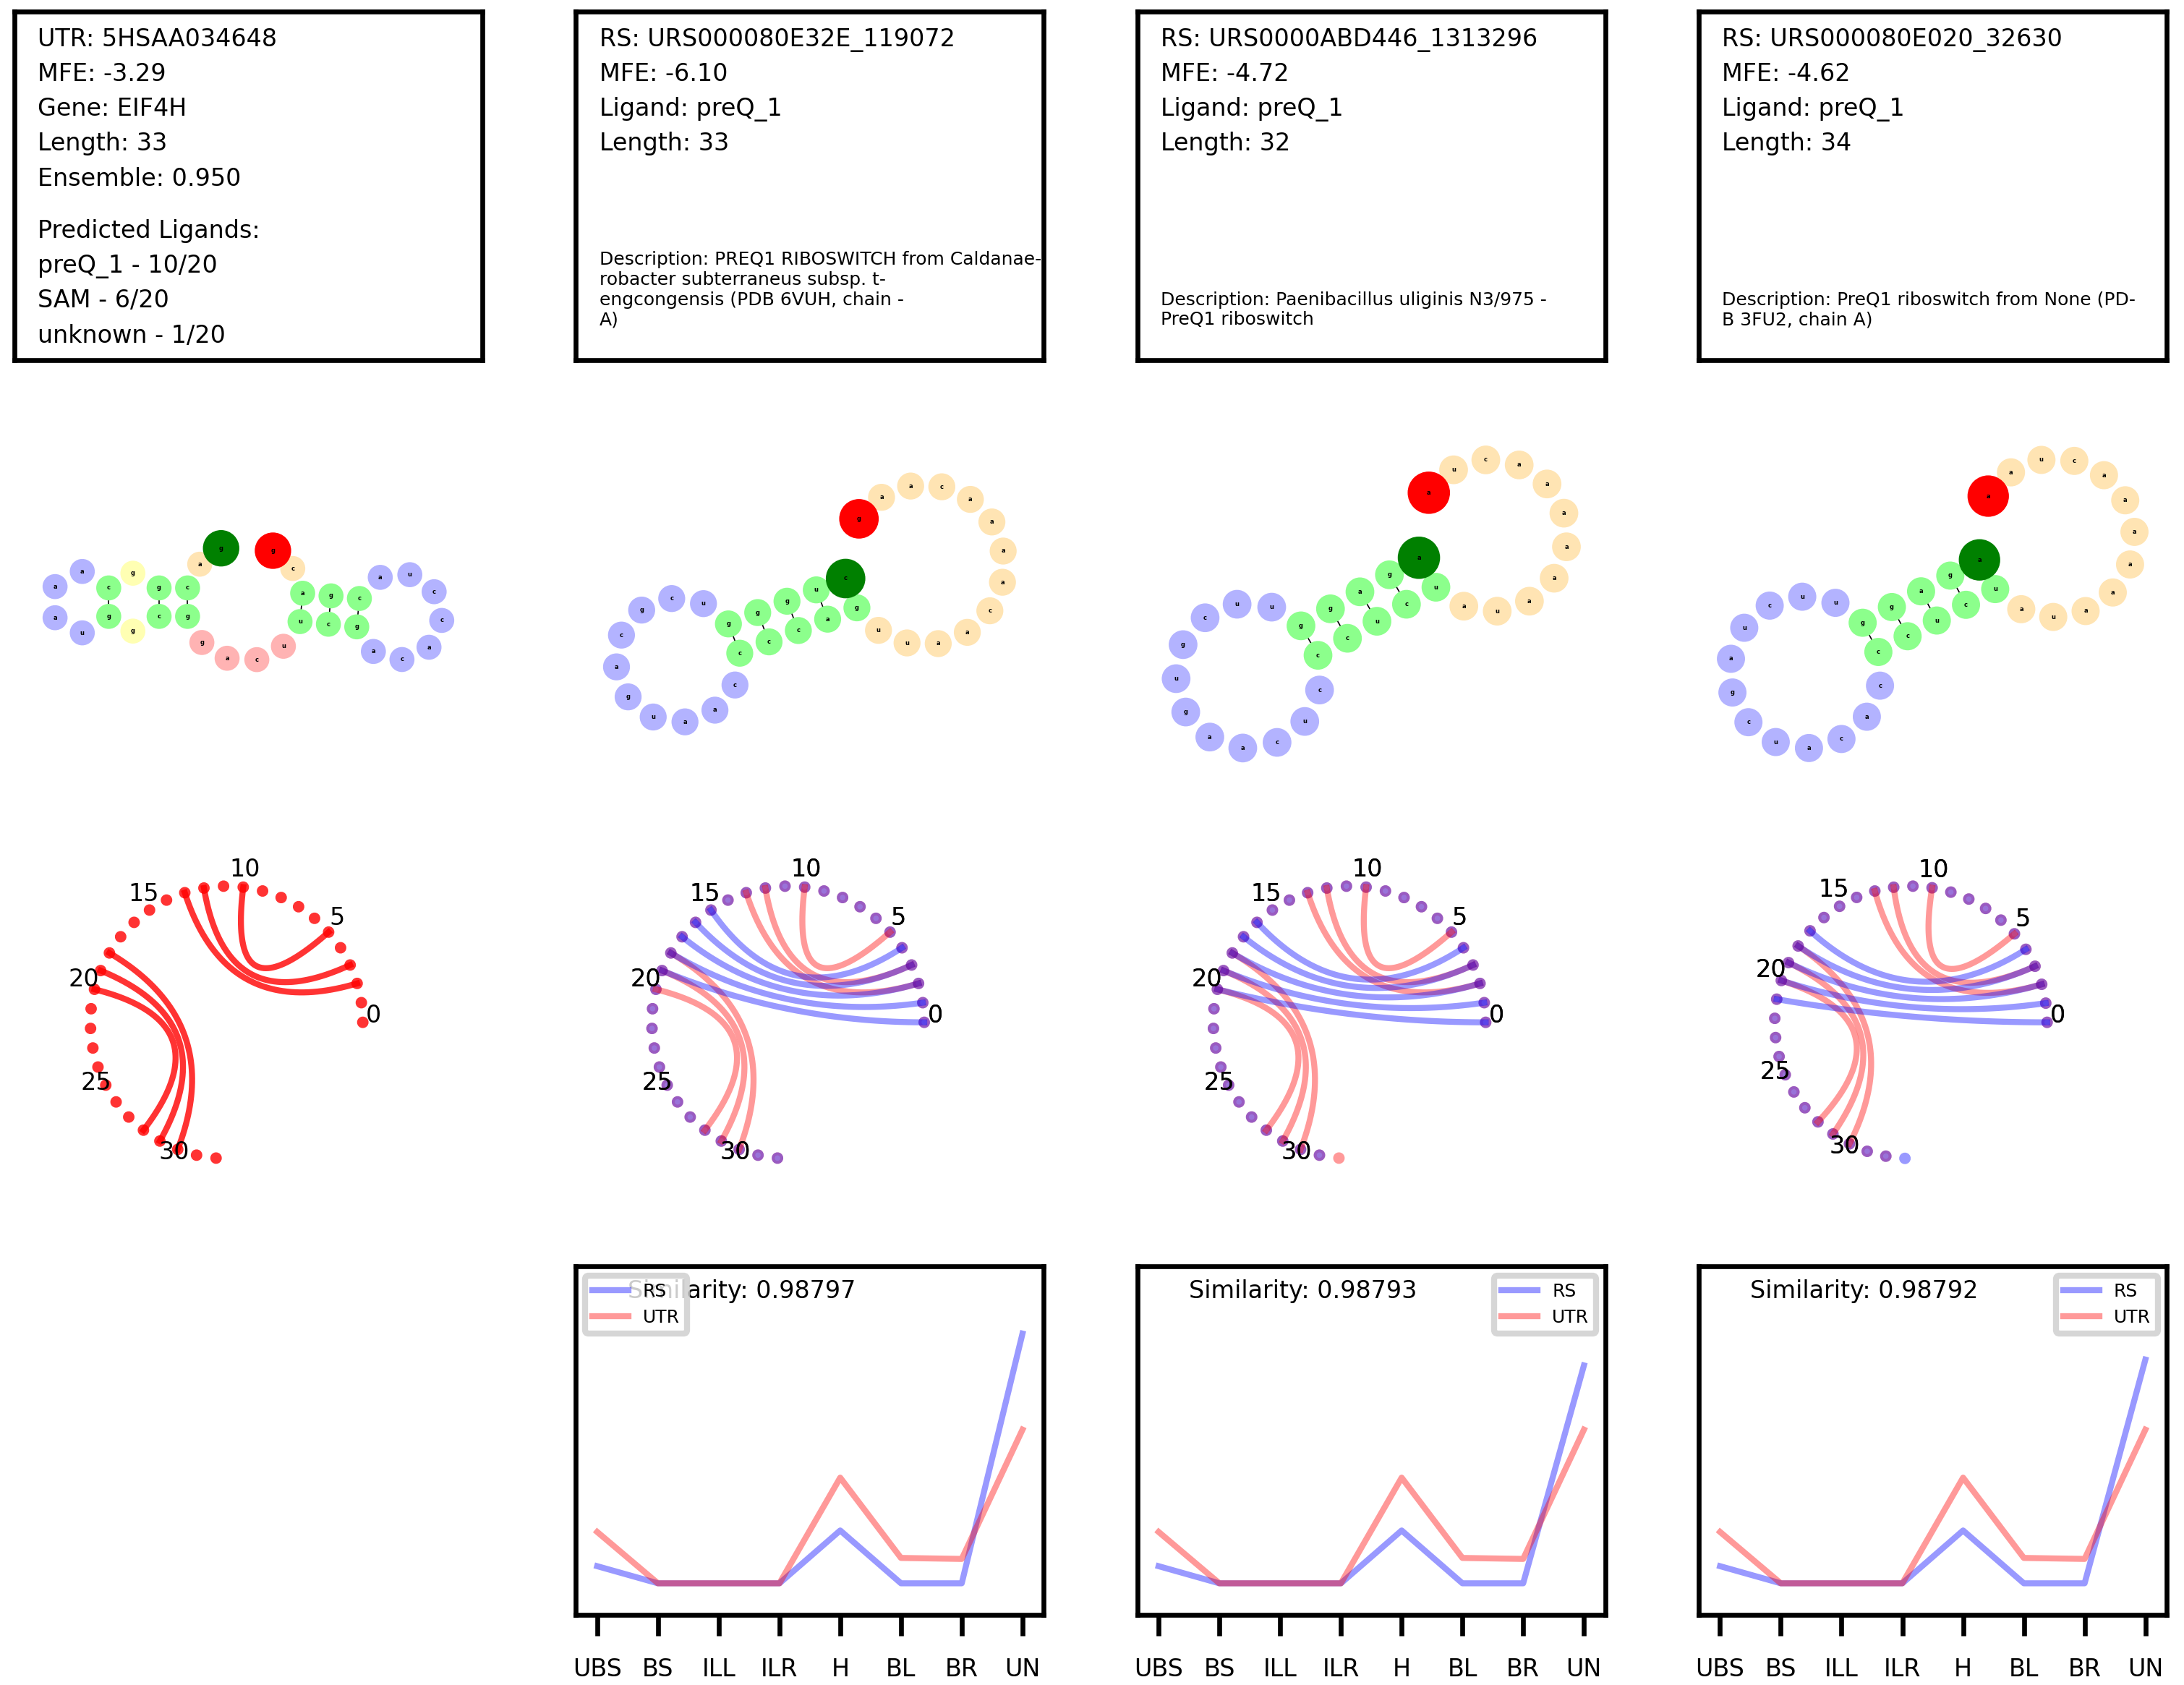 UTR: 5HSAA034648
MFE: -3.29
Gene: EIF4H
Length: 33
Ensemble: 0.950
Predicted Ligands:
preQ_1 - 10/20
SAM - 6/20
unknown - 1/20
RS: URS000080E32E_119072
MFE: -6.10
Ligand: preQ_1
Length: 33
Description: PREQ1 RIBOSWITCH from Caldanae-
robacter subterraneus subsp. t-
engcongensis (PDB 6VUH, chain -
A)
RS: URS0000ABD446_1313296
MFE: -4.72
Ligand: preQ_1
Length: 32
Description: Paenibacillus uliginis N3/975 -
PreQ1 riboswitch
RS: URS000080E020_32630
MFE: -4.62
Ligand: preQ_1
Length: 34
Description: PreQ1 riboswitch from None (PD-
B 3FU2, chain A)
0 5 10 15 20 25 30
0 5 10 15 20 25 30
0 5 10 15 20 25 30
0 5 10 15 20 25 30
Similarity: 0.98797
RS
UTR
UBS BS ILL ILR H BL BR UN
Similarity: 0.98793
RS
UTR
UBS BS ILL ILR H BL BR UN
Similarity: 0.98792
RS
UTR
UBS BS ILL ILR H BL BR UN